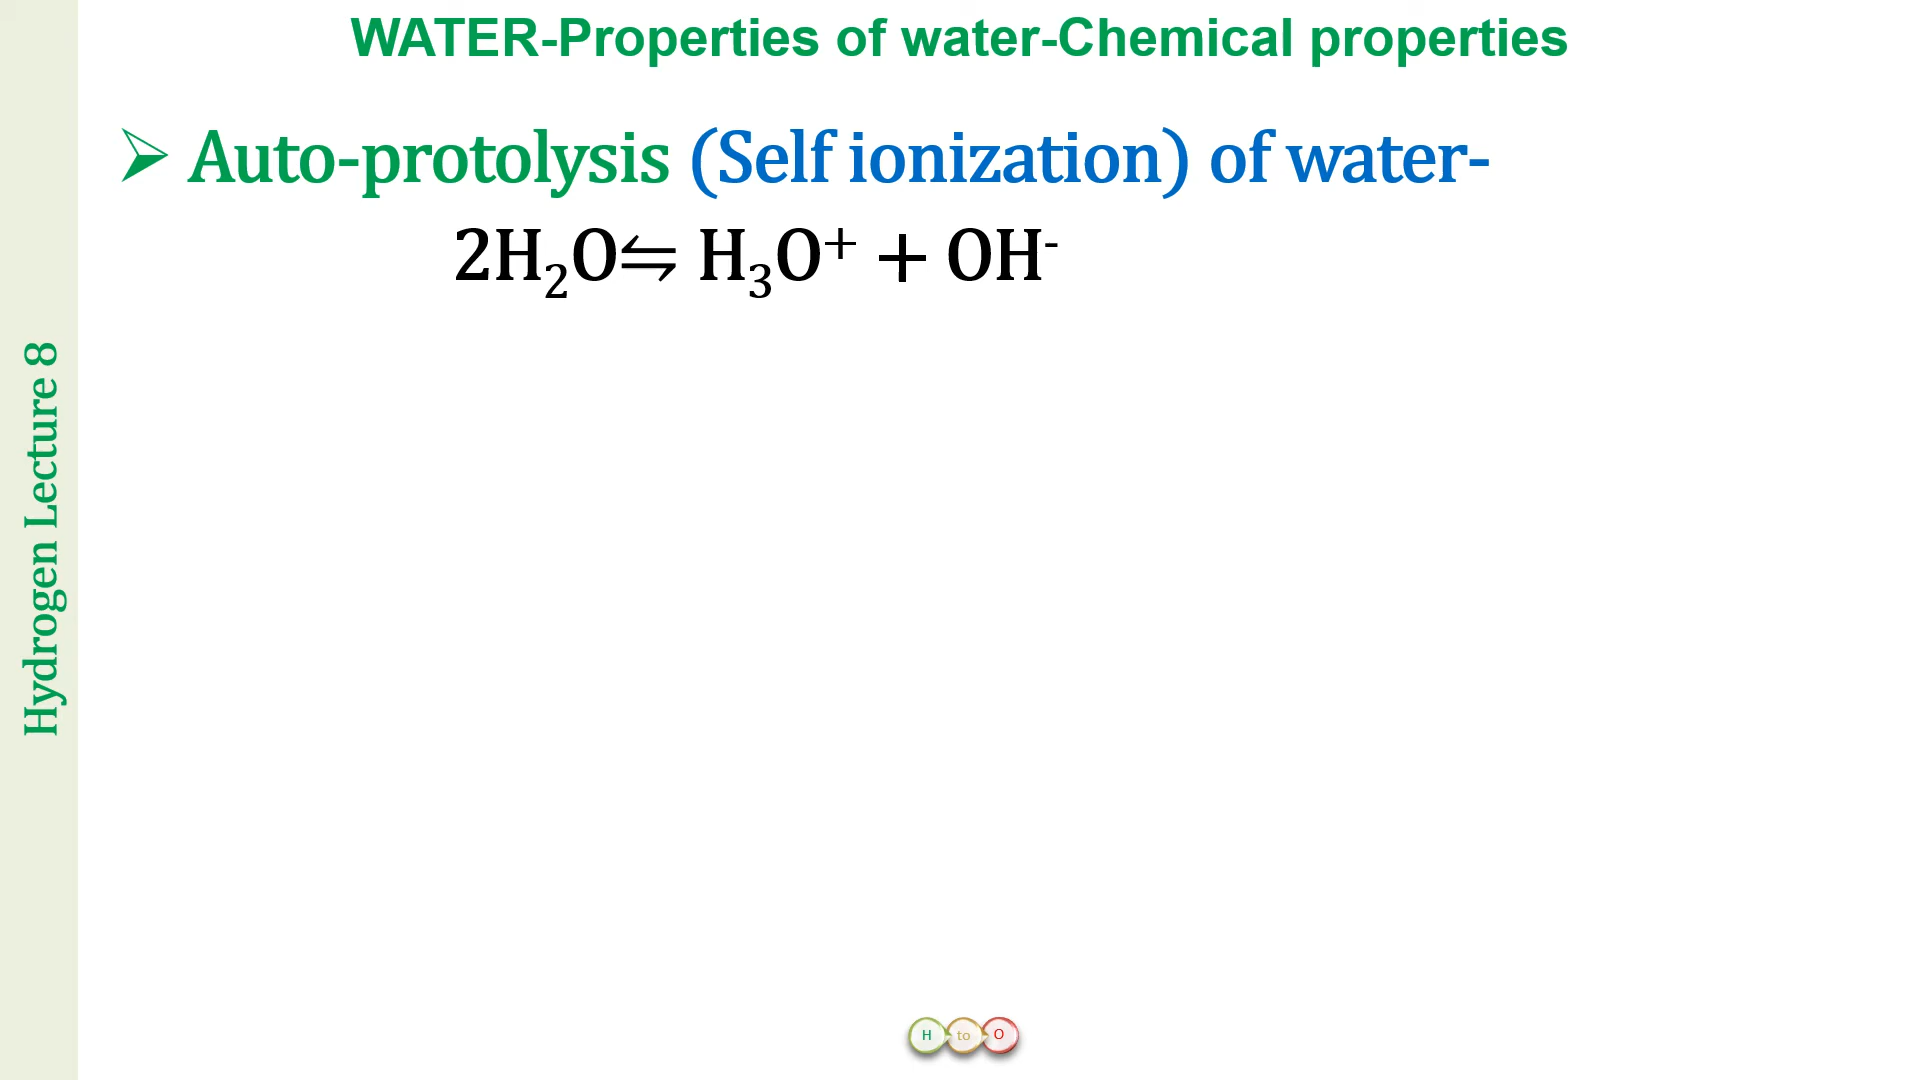 WATER-Properties of water-Chemical properties
➢ Auto-protolysis (Self ionization) of water-
2H₂O⇋ H₃O⁺ + OH⁻
Hydrogen Lecture 8
H to O